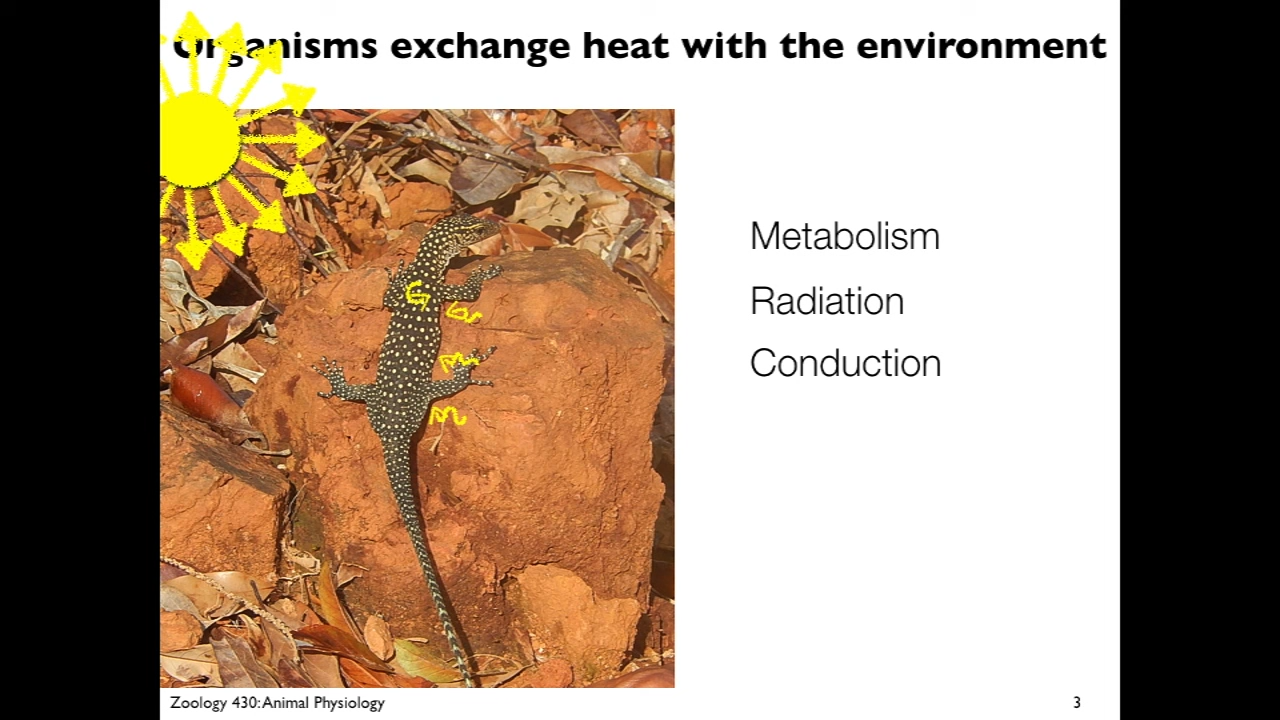 Organisms exchange heat with the environment
Metabolism
Radiation
Conduction
Zoology 430: Animal Physiology
3